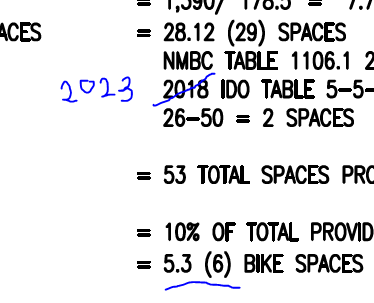 = 1,390/ 178.5 = 7.7
ACES = 28.12 (29) SPACES
NMBC TABLE 1106.1 2
2023 2018 IDO TABLE 5-5-
26-50 = 2 SPACES
= 53 TOTAL SPACES PRO
= 10% OF TOTAL PROVID
= 5.3 (6) BIKE SPACES